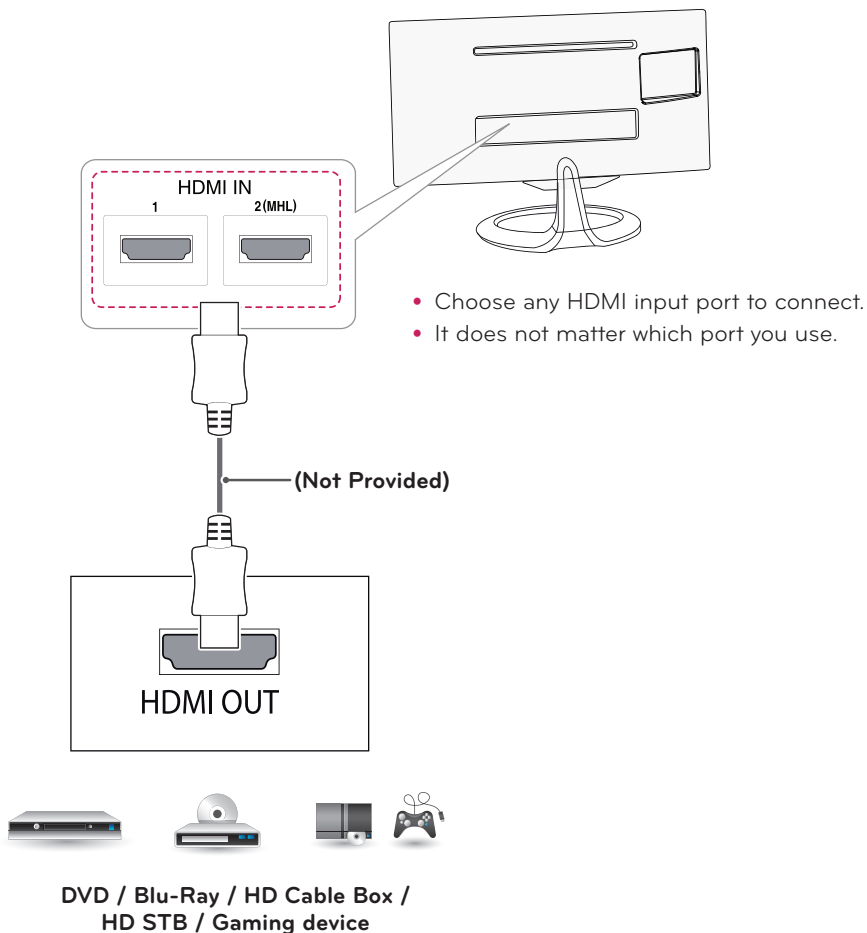 HDMI IN
1
2(MHL)
• Choose any HDMI input port to connect.
• It does not matter which port you use.
(Not Provided)
HDMI OUT
DVD / Blu-Ray / HD Cable Box /
HD STB / Gaming device